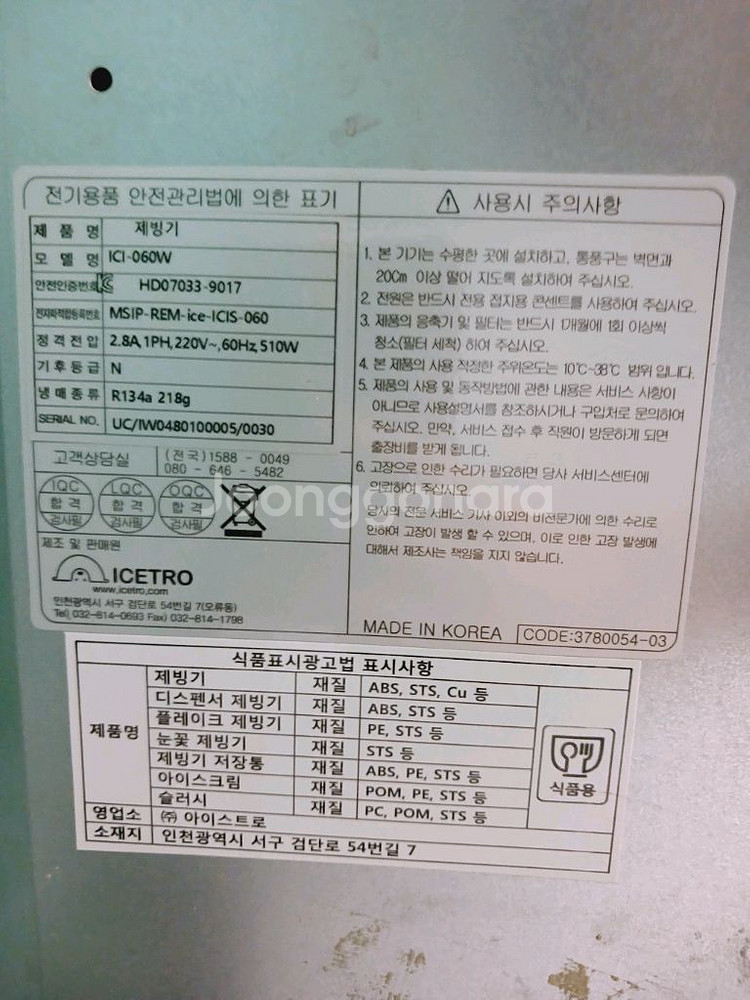 전기용품 안전관리법에 의한 표기
제 품 명 제빙기
모 델 명 ICI-060W
안전인증번호 HD07033-9017
전자파적합등록번호 MSIP-REM-ice-ICIS-060
정 격 전 압 2.8A,1PH,220V~,60Hz,510W
기 후 등 급 N
냉 매 종 류 R134a 218g
SERIAL NO. UC/IW0480100005/0030
고객상담실 (전국)1588 - 0049
080 - 646 - 5482
IQC 합격 검사필
LQC 합격 검사필
OQC 합격 검사필
제조 및 판매원
ICETRO
www.icetro.com
인천광역시 서구 검단로 54번길 7(오류동)
Tel) 032-814-0693 Fax) 032-814-1798
사용시 주의사항
1. 본 기기는 수평한 곳에 설치하고, 통풍구는 벽면과
20Cm 이상 떨어 지도록 설치하여 주십시오.
2. 전원은 반드시 전용 접지용 콘센트를 사용하여 주십시오.
3. 제품의 응축기 및 필터는 반드시 1개월에 1회 이상씩
청소(필터 세척) 하여 주십시오.
4. 본 제품의 사용 적정한 주위온도는 10℃~38℃ 범위 입니다.
5. 제품의 사용 및 동작방법에 관한 내용은 서비스 사항이
아니므로 사용설명서를 참조하시거나 구입처로 문의하여
주십시오. 만약, 서비스 접수 후 직원이 방문하게 되면
출장비를 받게 됩니다.
6. 고장으로 인한 수리가 필요하면 당사 서비스센터에
의뢰하여 주십시오.
당사의 전문 서비스 기사 이외의 비전문가에 의한 수리로
인하여 고장이 발생 할 수 있으며, 이로 인한 고장 발생에
대해서 제조사는 책임을 지지 않습니다.
MADE IN KOREA CODE:3780054-03
Joonggonara
식품표시광고법 표시사항
제품명
제빙기 재질 ABS, STS, Cu 등
디스펜서 제빙기 재질 ABS, STS 등
플레이크 제빙기 재질 PE, STS 등
눈꽃 제빙기 재질 STS 등
제빙기 저장통 재질 ABS, PE, STS 등
아이스크림 재질 POM, PE, STS 등
슬러시 재질 PC, POM, STS 등
식품용
영업소 ㈜ 아이스트로
소재지 인천광역시 서구 검단로 54번길 7